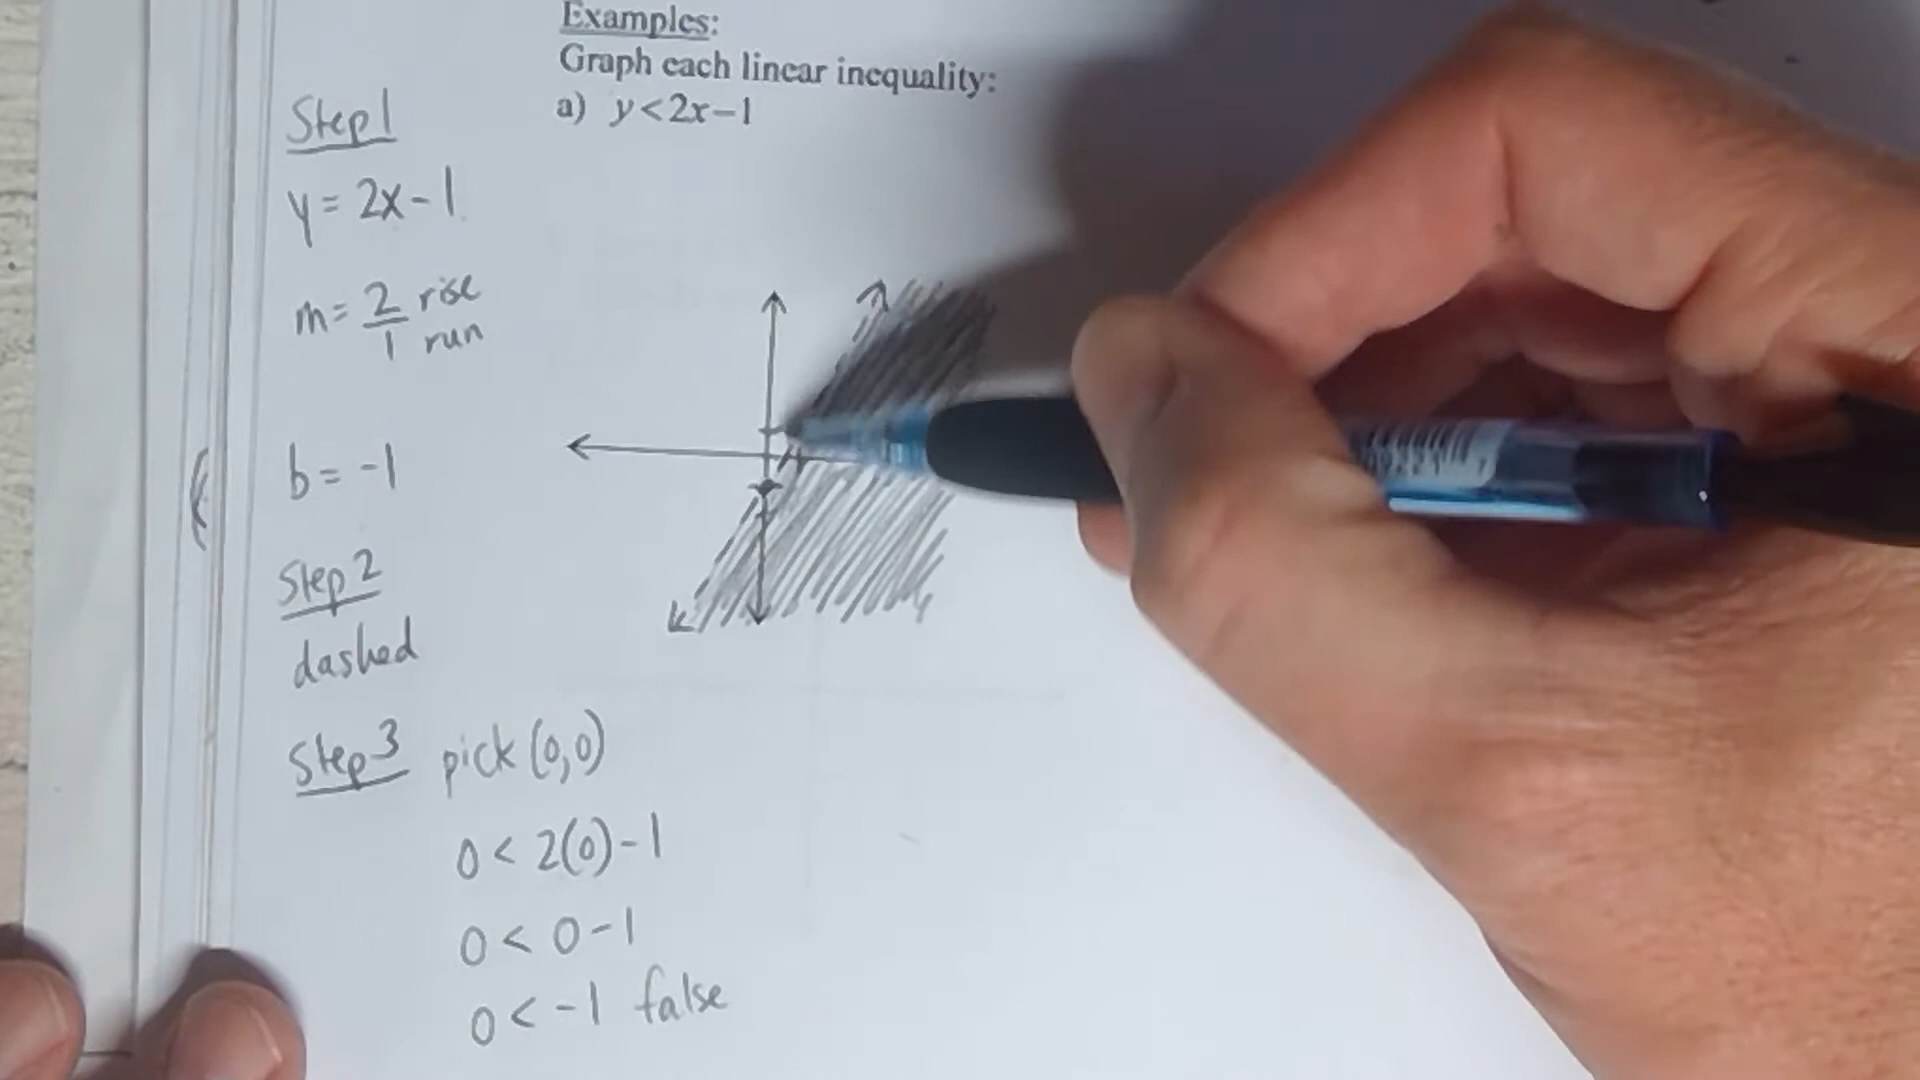 Examples:
Graph each linear inequality:
a) y<2x-1
Step 1
y = 2x - 1
m = 2/1 rise run
b = -1
Step 2
dashed
Step 3 pick (0,0)
0 < 2(0) - 1
0 < 0 - 1
0 < -1 false